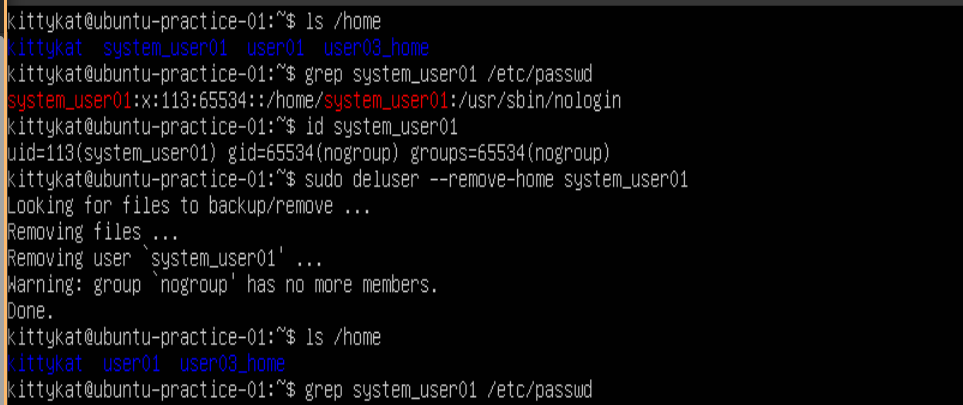 kittykat@ubuntu-practice-01:~$ ls /home
kittykat  system_user01  user01  user03_home
kittykat@ubuntu-practice-01:~$ grep system_user01 /etc/passwd
system_user01:x:113:65534::/home/system_user01:/usr/sbin/nologin
kittykat@ubuntu-practice-01:~$ id system_user01
uid=113(system_user01) gid=65534(nogroup) groups=65534(nogroup)
kittykat@ubuntu-practice-01:~$ sudo deluser --remove-home system_user01
Looking for files to backup/remove ...
Removing files ...
Removing user `system_user01' ...
Warning: group `nogroup' has no more members.
Done.
kittykat@ubuntu-practice-01:~$ ls /home
kittykat  user01  user03_home
kittykat@ubuntu-practice-01:~$ grep system_user01 /etc/passwd